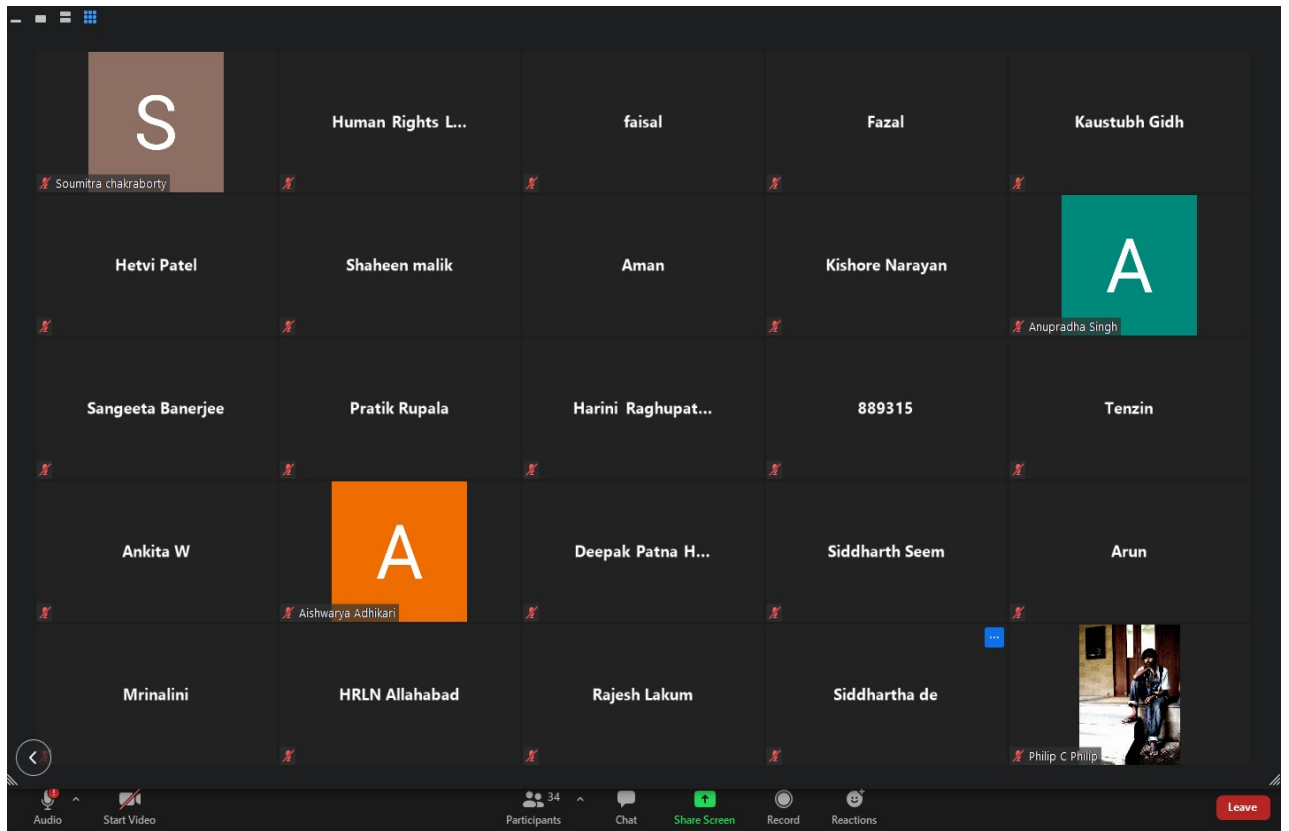 S
Soumitra chakraborty
Human Rights L...
faisal
Fazal
Kaustubh Gidh
Hetvi Patel
Shaheen malik
Aman
Kishore Narayan
A
Anupradha Singh
Sangeeta Banerjee
Pratik Rupala
Harini Raghupat...
889315
Tenzin
Ankita W
A
Aishwarya Adhikari
Deepak Patna H...
Siddharth Seem
Arun
Mrinalini
HRLN Allahabad
Rajesh Lakum
Siddhartha de
Philip C Philip
Audio
Start Video
34
Participants
Chat
Share Screen
Record
Reactions
Leave